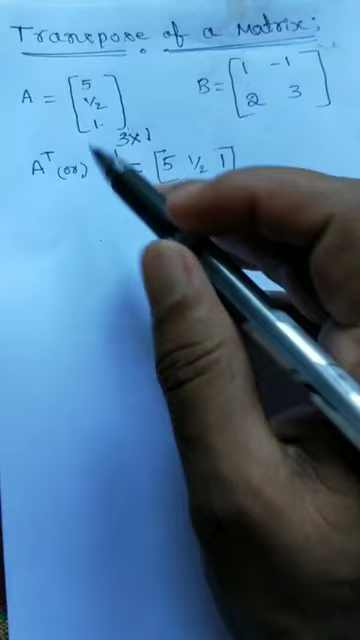 Transpose of a Matrix:
A = [5 1/2 1] 3×1 B = [1 -1 2 3]
A^T (or) = [5 1/2 1]